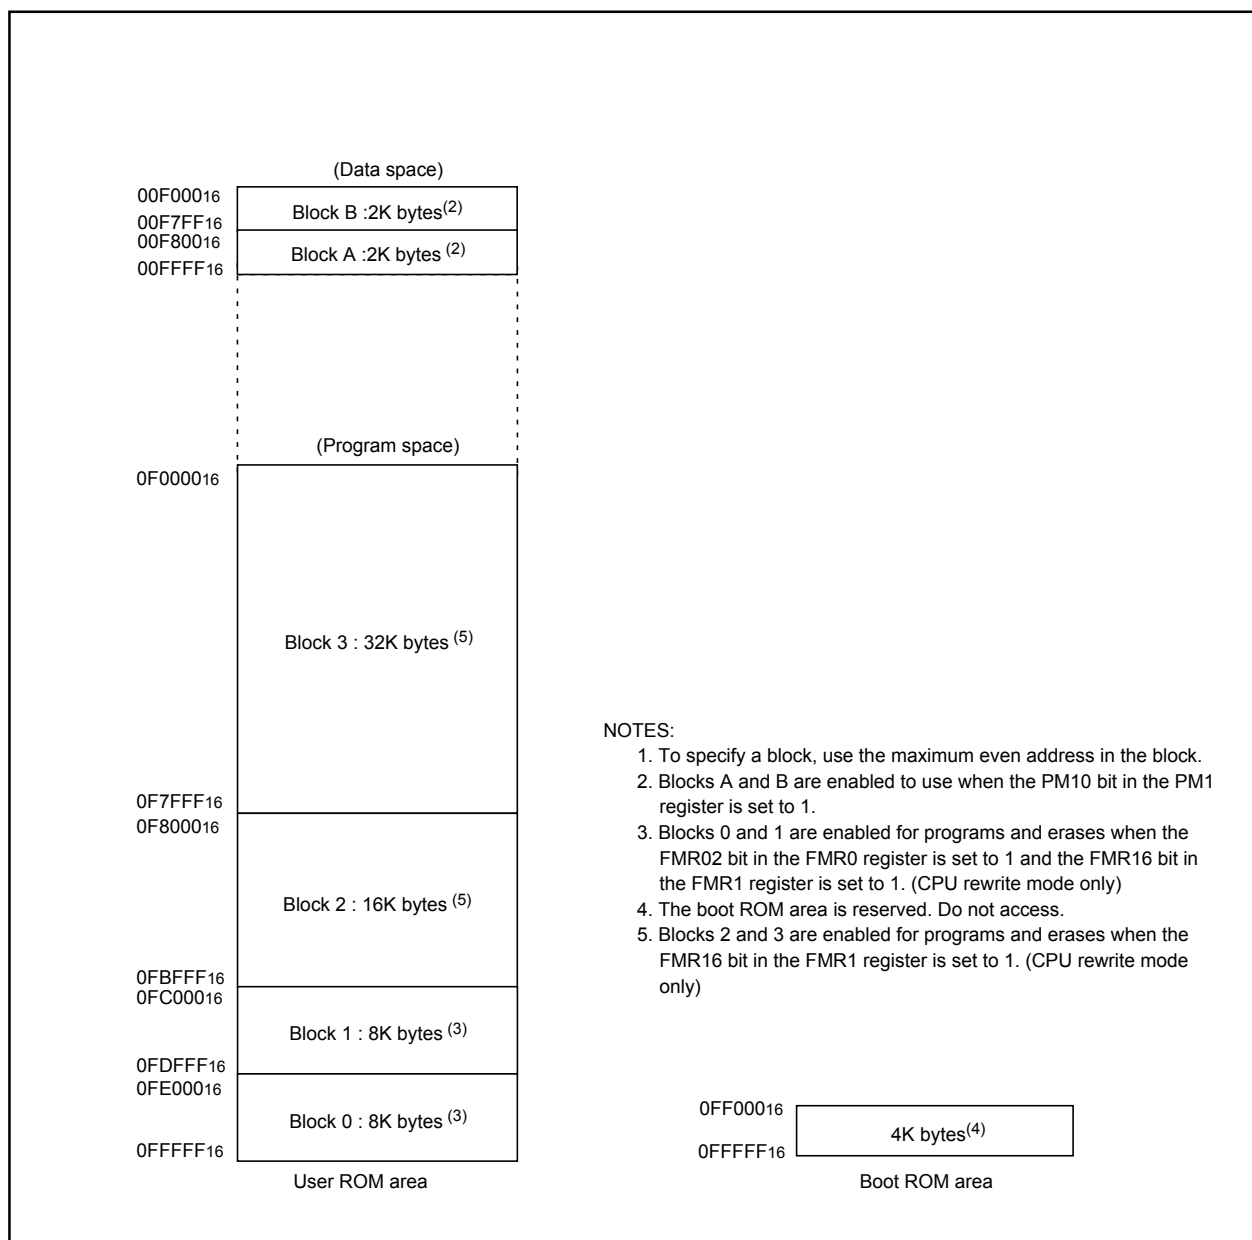 (Data space)
00F00016
Block B :2K bytes(2)
00F7FF16
00F80016
Block A :2K bytes (2)
00FFFF16
(Program space)
0F000016
Block 3 : 32K bytes (5)
0F7FFF16
0F800016
Block 2 : 16K bytes (5)
0FBFFF16
0FC00016
Block 1 : 8K bytes (3)
0FDFFF16
0FE00016
Block 0 : 8K bytes (3)
0FFFFF16
User ROM area
NOTES:
1. To specify a block, use the maximum even address in the block.
2. Blocks A and B are enabled to use when the PM10 bit in the PM1
register is set to 1.
3. Blocks 0 and 1 are enabled for programs and erases when the
FMR02 bit in the FMR0 register is set to 1 and the FMR16 bit in
the FMR1 register is set to 1. (CPU rewrite mode only)
4. The boot ROM area is reserved. Do not access.
5. Blocks 2 and 3 are enabled for programs and erases when the
FMR16 bit in the FMR1 register is set to 1. (CPU rewrite mode
only)
0FF00016
4K bytes(4)
0FFFFF16
Boot ROM area